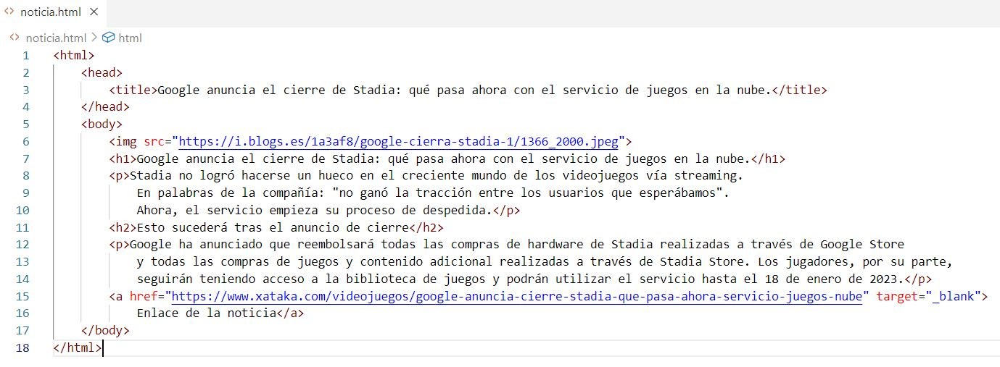 noticia.html
noticia.html > html
1 <html>
2 <head>
3 <title>Google anuncia el cierre de Stadia: qué pasa ahora con el servicio de juegos en la nube.</title>
4 </head>
5 <body>
6 <img src="https://i.blogs.es/1a3af8/google-cierra-stadia-1/1366_2000.jpeg">
7 <h1>Google anuncia el cierre de Stadia: qué pasa ahora con el servicio de juegos en la nube.</h1>
8 <p>Stadia no logró hacerse un hueco en el creciente mundo de los videojuegos vía streaming.
9 En palabras de la compañía: "no ganó la tracción entre los usuarios que esperábamos".
10 Ahora, el servicio empieza su proceso de despedida.</p>
11 <h2>Esto sucederá tras el anuncio de cierre</h2>
12 <p>Google ha anunciado que reembolsará todas las compras de hardware de Stadia realizadas a través de Google Store
13 y todas las compras de juegos y contenido adicional realizadas a través de Stadia Store. Los jugadores, por su parte,
14 seguirán teniendo acceso a la biblioteca de juegos y podrán utilizar el servicio hasta el 18 de enero de 2023.</p>
15 <a href="https://www.xataka.com/videojuegos/google-anuncia-cierre-stadia-que-pasa-ahora-servicio-juegos-nube" target="_blank">
16 Enlace de la noticia</a>
17 </body>
18 </html>